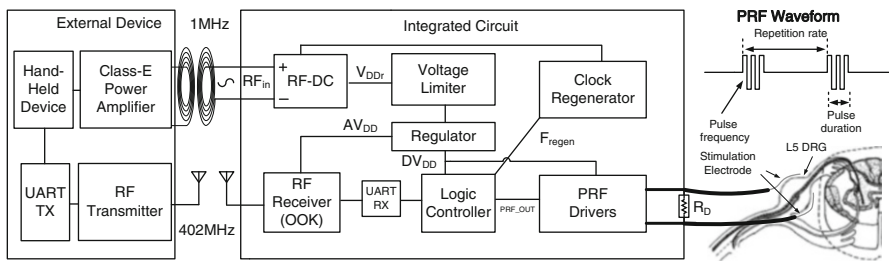 External Device
1MHz
Integrated Circuit
PRF Waveform
Repetition rate
Hand-
Held
Device
Class-E
Power
Amplifier
RFin
+
−
RF-DC
VDDr
Voltage
Limiter
Clock
Regenerator
Pulse
frequency
Pulse
duration
AVDD
Regulator
Fregen
DVDD
Stimulation
Electrode
L5 DRG
UART
TX
RF
Transmitter
402MHz
RF
Receiver
(OOK)
UART
RX
Logic
Controller
PRF_OUT
PRF
Drivers
RD